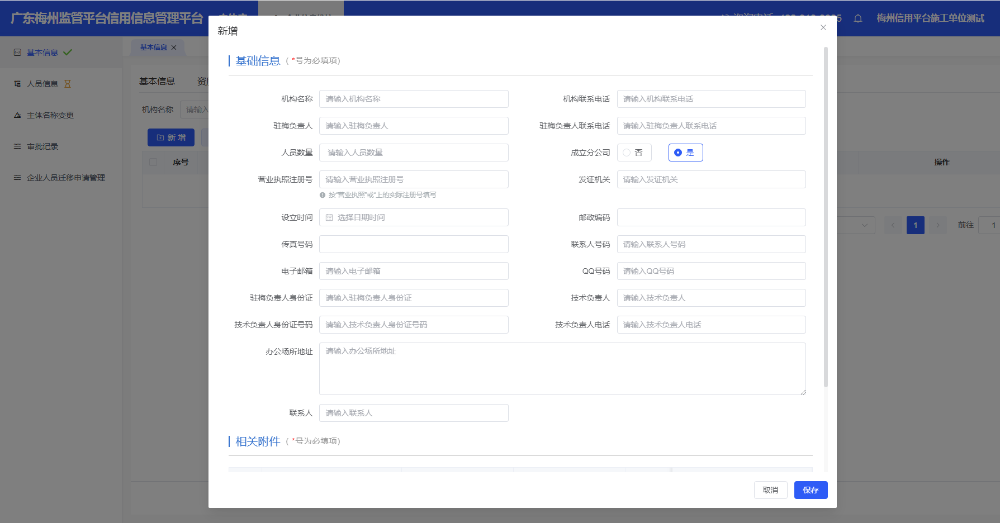 广东梅州监管平台信用信息管理平台
梅州信用平台施工单位测试
基本信息
人员信息
主体名称变更
审批记录
企业人员迁移申请管理
基本信息
基本信息
机构名称 请输入
新增
序号
操作
1
前往 1
新增
基础信息 ( *号为必填项)
机构名称 请输入机构名称 机构联系电话 请输入机构联系电话
驻梅负责人 请输入驻梅负责人 驻梅负责人联系电话 请输入驻梅负责人联系电话
人员数量 请输入人员数量 成立分公司 否 是
营业执照注册号 请输入营业执照注册号 发证机关 请输入发证机关
按“营业执照”或“上的实际注册号填写
设立时间 选择日期时间 邮政编码
传真号码 联系人号码 请输入联系人号码
电子邮箱 请输入电子邮箱 QQ号码 请输入QQ号码
驻梅负责人身份证 请输入驻梅负责人身份证 技术负责人 请输入技术负责人
技术负责人身份证号码 请输入技术负责人身份证号码 技术负责人电话 请输入技术负责人电话
办公场所地址 请输入办公场所地址
联系人 请输入联系人
相关附件 ( *号为必填项)
取消 保存